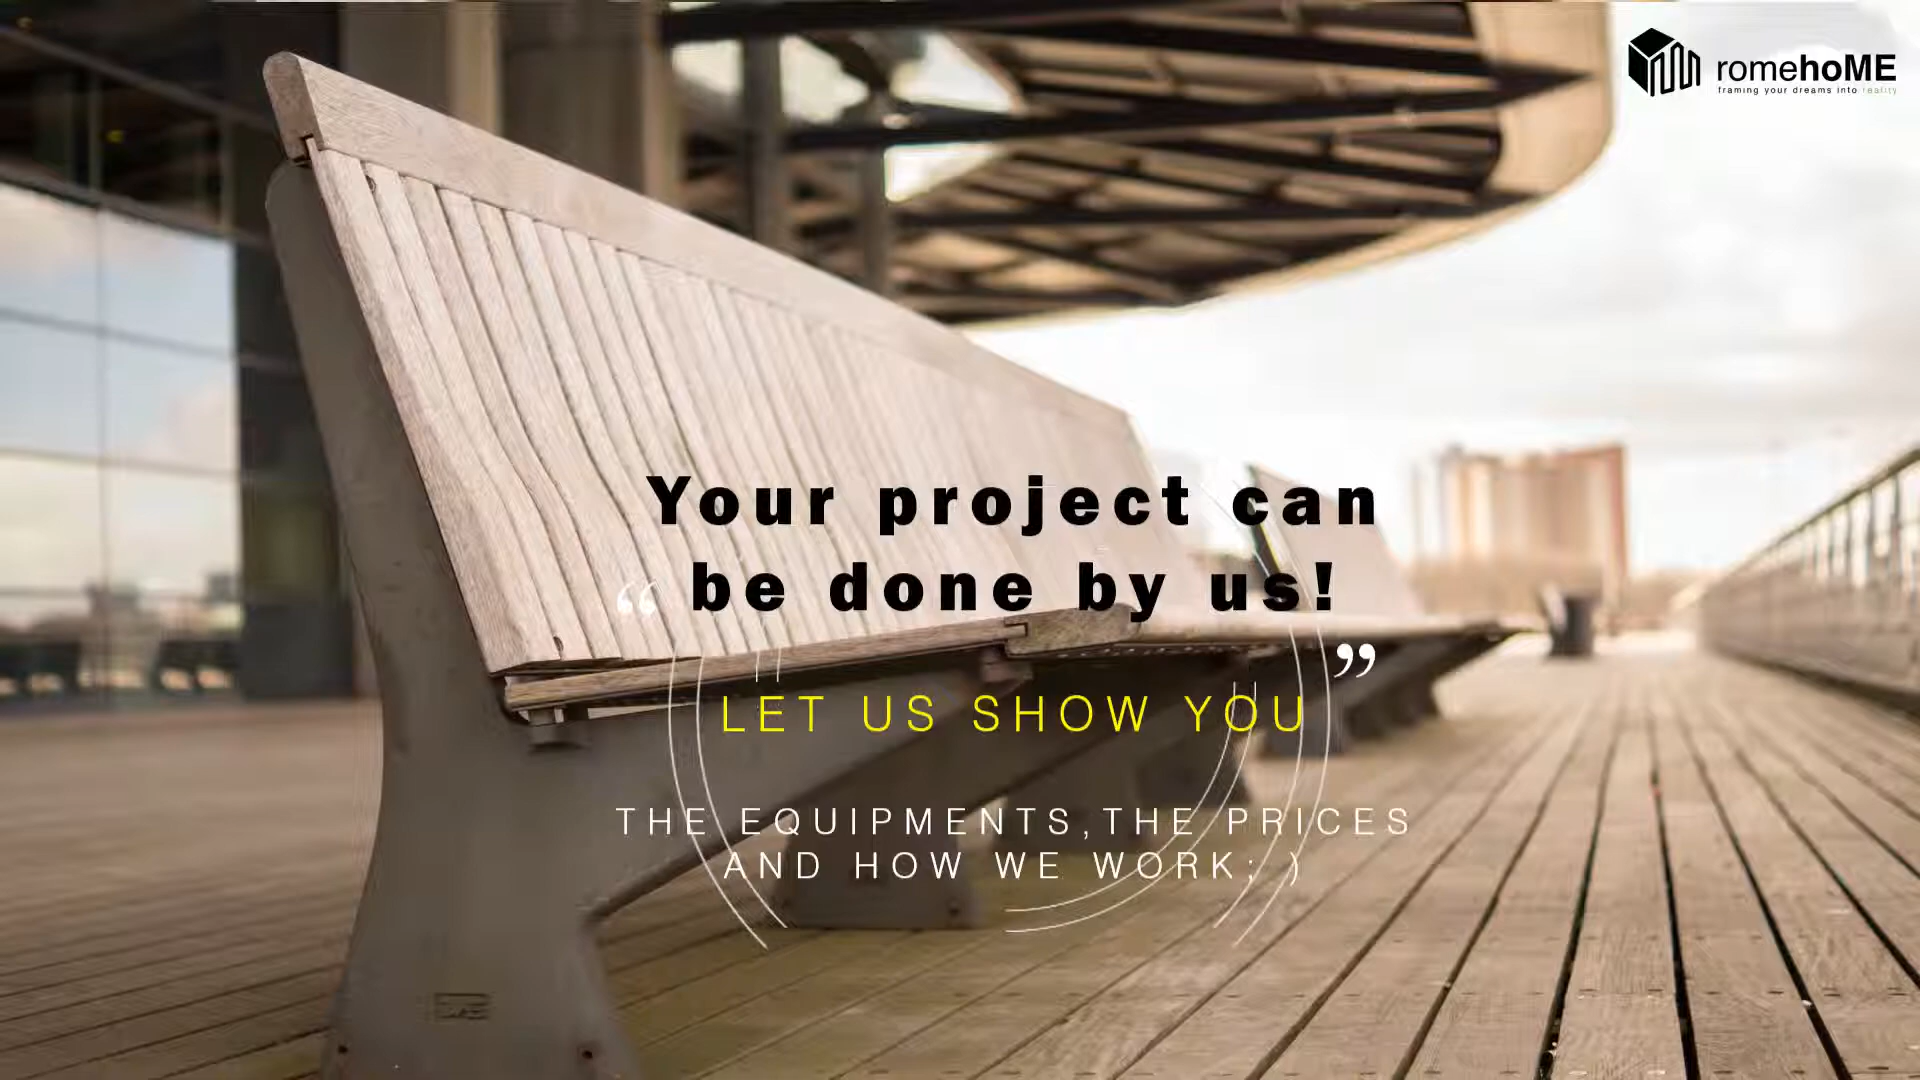 romehoME
framing your dreams into reality
Your project can
be done by us!
“
”
LET US SHOW YOU
THE EQUIPMENTS,THE PRICES
AND HOW WE WORK; )